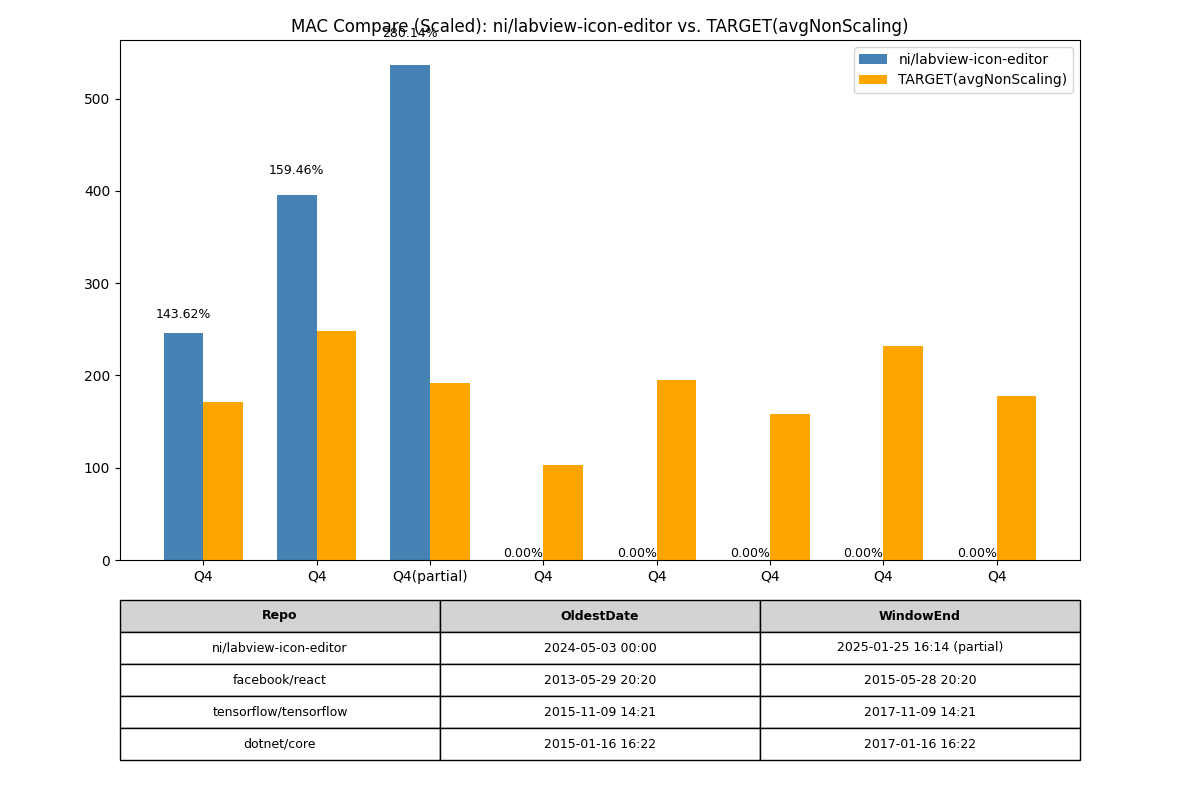 MAC Compare (Scaled): ni/labview-icon-editor vs. TARGET(avgNonScaling)
280.14%
ni/labview-icon-editor
TARGET(avgNonScaling)
500
159.46%
400
300
143.62%
200
100
0
0.00% 0.00% 0.00% 0.00% 0.00%
Q4 Q4 Q4(partial) Q4 Q4 Q4 Q4 Q4
Repo OldestDate WindowEnd
ni/labview-icon-editor 2024-05-03 00:00 2025-01-25 16:14 (partial)
facebook/react 2013-05-29 20:20 2015-05-28 20:20
tensorflow/tensorflow 2015-11-09 14:21 2017-11-09 14:21
dotnet/core 2015-01-16 16:22 2017-01-16 16:22